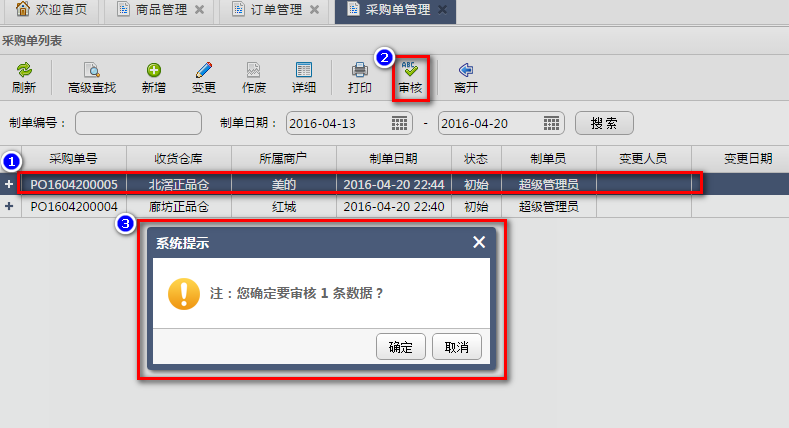 欢迎首页 商品管理 订单管理 采购单管理
采购单列表
2
刷新 高级查找 新增 变更 作废 详细 打印 ABC 审核 离开
制单编号： 制单日期： 2016-04-13 - 2016-04-20 搜索
1
采购单号 收货仓库 所属商户 制单日期 状态 制单员 变更人员 变更日期
PO1604200005 北滘正品仓 美的 2016-04-20 22:44 初始 超级管理员
PO1604200004 廊坊正品仓 红城 2016-04-20 22:40 初始 超级管理员
3
系统提示
注：您确定要审核 1 条数据？
确定 取消